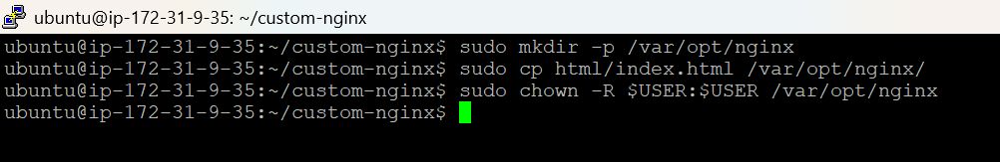 ubuntu@ip-172-31-9-35: ~/custom-nginx
ubuntu@ip-172-31-9-35:~/custom-nginx$ sudo mkdir -p /var/opt/nginx
ubuntu@ip-172-31-9-35:~/custom-nginx$ sudo cp html/index.html /var/opt/nginx/
ubuntu@ip-172-31-9-35:~/custom-nginx$ sudo chown -R $USER:$USER /var/opt/nginx
ubuntu@ip-172-31-9-35:~/custom-nginx$